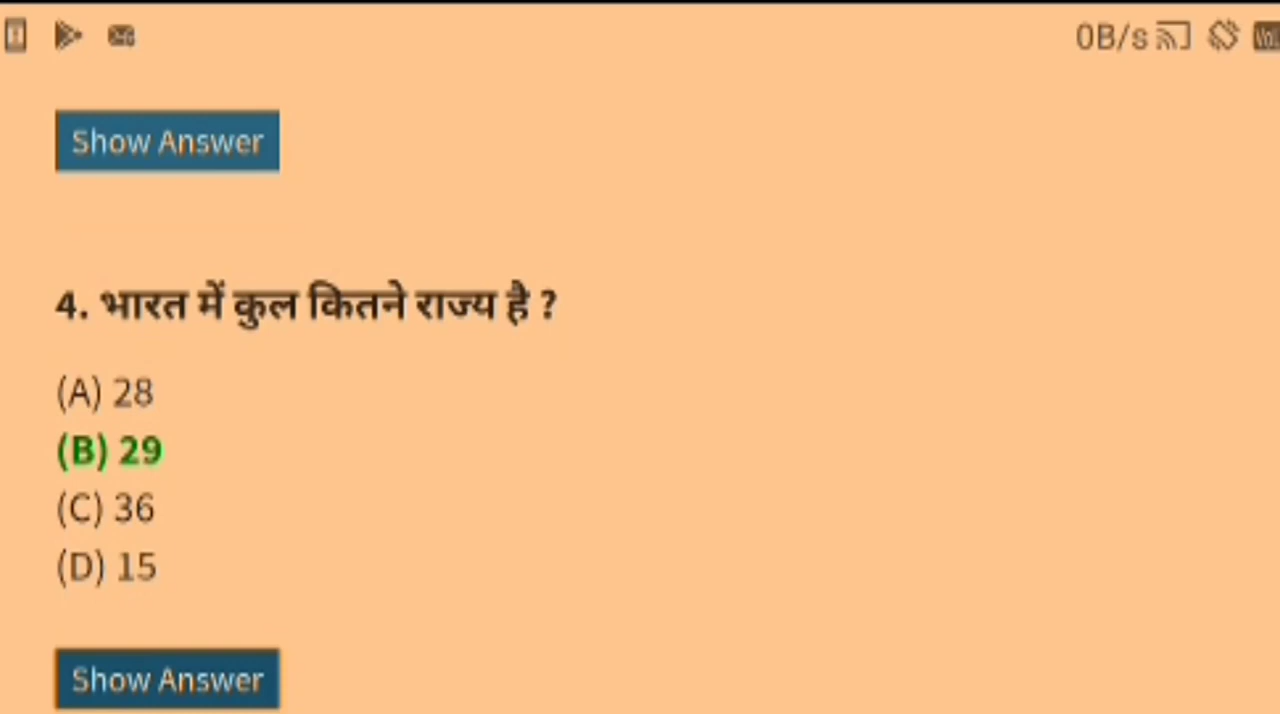 0B/s
Show Answer
4. भारत में कुल कितने राज्य है ?
(A) 28
(B) 29
(C) 36
(D) 15
Show Answer